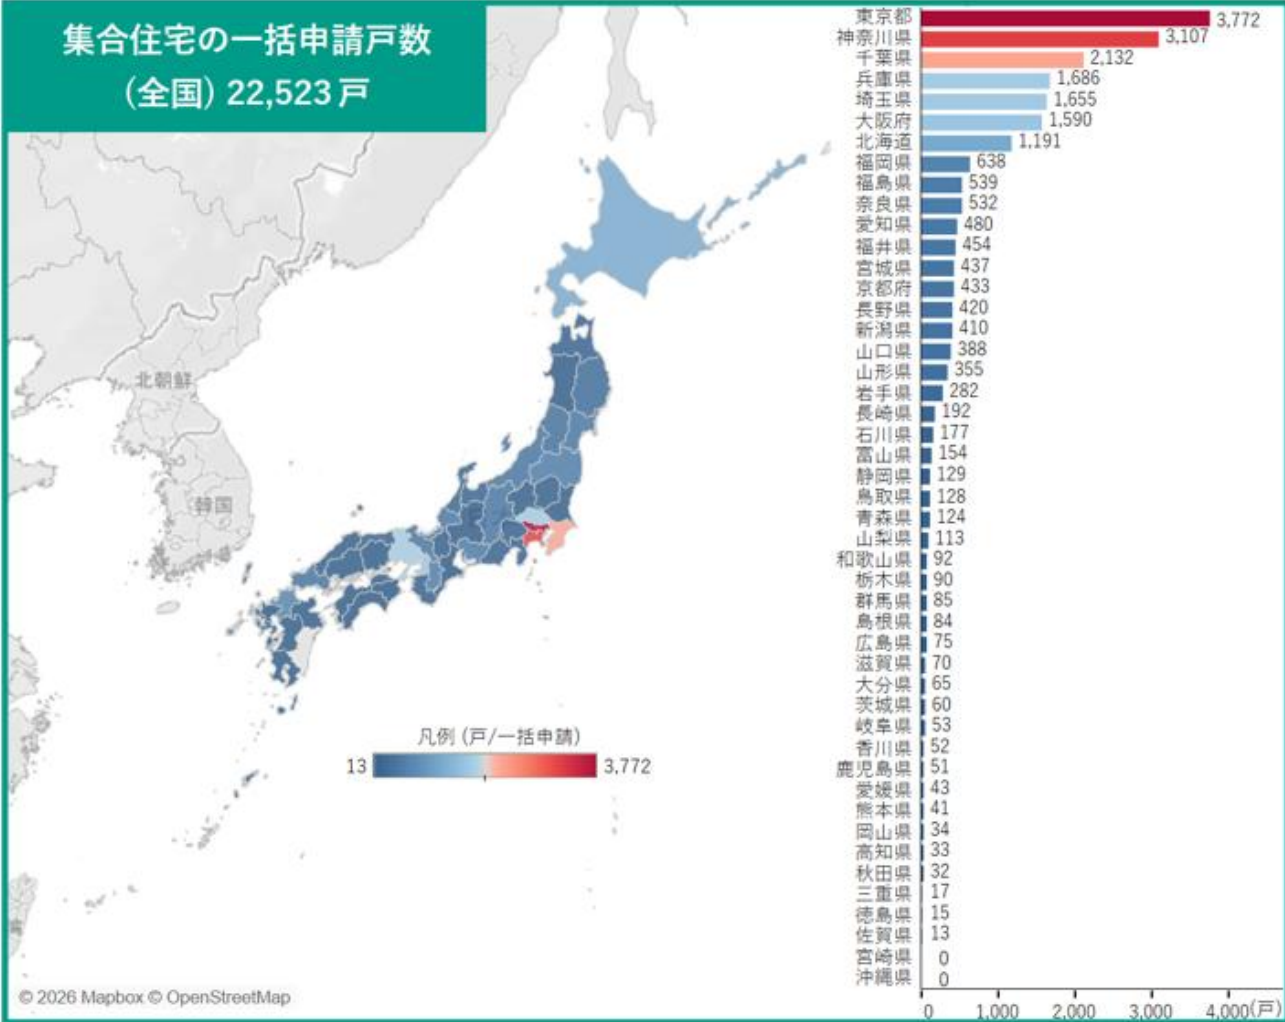 集合住宅の一括申請戸数
(全国) 22,523戸
北朝鮮
韓国
凡例 (戸/一括申請)
13 3,772
© 2026 Mapbox © OpenStreetMap
東京都 3,772
神奈川県 3,107
千葉県 2,132
兵庫県 1,686
埼玉県 1,655
大阪府 1,590
北海道 1,191
福岡県 638
福島県 539
奈良県 532
愛知県 480
福井県 454
宮城県 437
京都府 433
長野県 420
新潟県 410
山口県 388
山形県 355
岩手県 282
長崎県 192
石川県 177
富山県 154
静岡県 129
鳥取県 128
青森県 124
山梨県 113
和歌山県 92
栃木県 90
群馬県 85
島根県 84
広島県 75
滋賀県 70
大分県 65
茨城県 60
岐阜県 53
香川県 52
鹿児島県 51
愛媛県 43
熊本県 41
岡山県 34
高知県 33
秋田県 32
三重県 17
徳島県 15
佐賀県 13
宮崎県 0
沖縄県 0
0 1,000 2,000 3,000 4,000(戸)